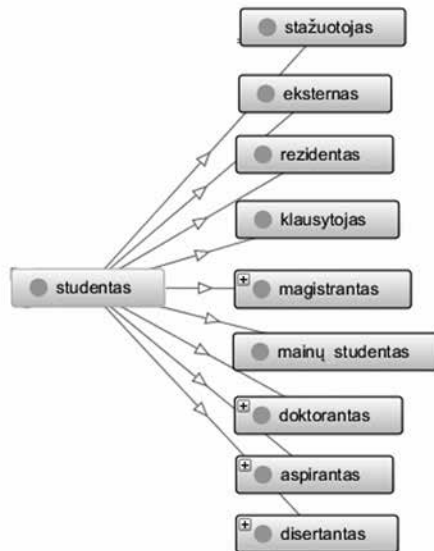 stažuotojas
eksternas
rezidentas
klausytojas
studentas
magistrantas
mainų studentas
doktorantas
aspirantas
disertantas